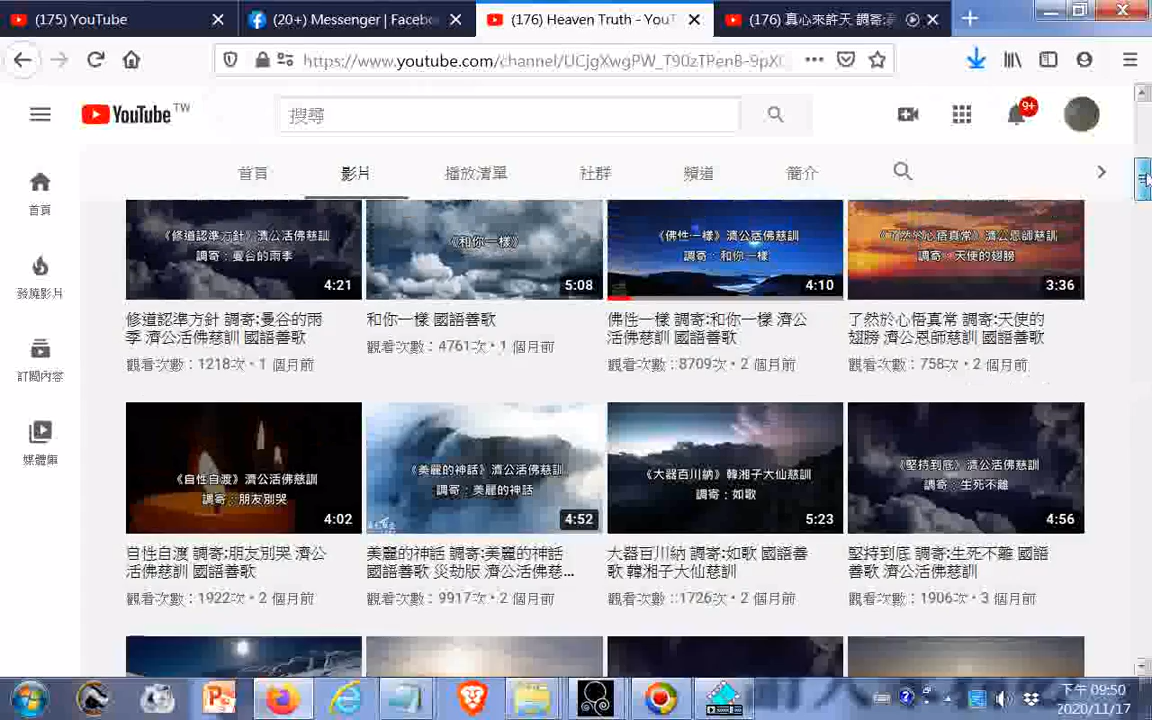 (175) YouTube
(20+) Messenger | Facebo
(176) Heaven Truth - YouT
(176) 真心來許天 調寄:
https://www.youtube.com/channel/UCjgXwgPW_T90zTPenB-9pX
YouTube TW
搜尋
9+
首頁
影片
播放清單
社群
頻道
簡介
首頁
發燒影片
訂閱內容
媒體庫
《修道認準方針》濟公活佛慈訓
調寄：曼谷的雨季
4:21
《和你一樣》
5:08
《佛性一樣》濟公活佛慈訓
調寄：和你一樣
4:10
《了然於心悟真常》濟公恩師慈訓
調寄：天使的翅膀
3:36
修道認準方針 調寄:曼谷的雨
季 濟公活佛慈訓 國語善歌
觀看次數：1218次 • 1 個月前
和你一樣 國語善歌
觀看次數：4761次 • 1 個月前
佛性一樣 調寄:和你一樣 濟公
活佛慈訓 國語善歌
觀看次數：8709次 • 2 個月前
了然於心悟真常 調寄:天使的
翅膀 濟公恩師慈訓 國語善歌
觀看次數：758次 • 2 個月前
《自性自渡》濟公活佛慈訓
調寄：朋友別哭
4:02
《美麗的神話》濟公活佛慈訓
調寄：美麗的神話
4:52
《大器百川納》韓湘子大仙慈訓
調寄：如歌
5:23
《堅持到底》濟公活佛慈訓
調寄：生死不離
4:56
自性自渡 調寄:朋友別哭 濟公
活佛慈訓 國語善歌
觀看次數：1922次 • 2 個月前
美麗的神話 調寄:美麗的神話
國語善歌 災劫版 濟公活佛慈...
觀看次數：9917次 • 2 個月前
大器百川納 調寄:如歌 國語善
歌 韓湘子大仙慈訓
觀看次數：1726次 • 2 個月前
堅持到底 調寄:生死不離 國語
善歌 濟公活佛慈訓
觀看次數：1906次 • 3 個月前
下午 09:50
2020/11/17